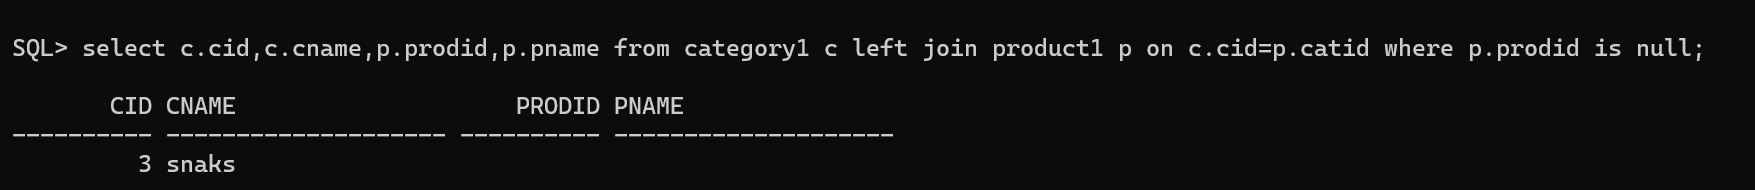 SQL> select c.cid,c.cname,p.prodid,p.pname from category1 c left join product1 p on c.cid=p.catid where p.prodid is null;
       CID CNAME                    PRODID PNAME
---------- -------------------- ---------- --------------------
         3 snaks